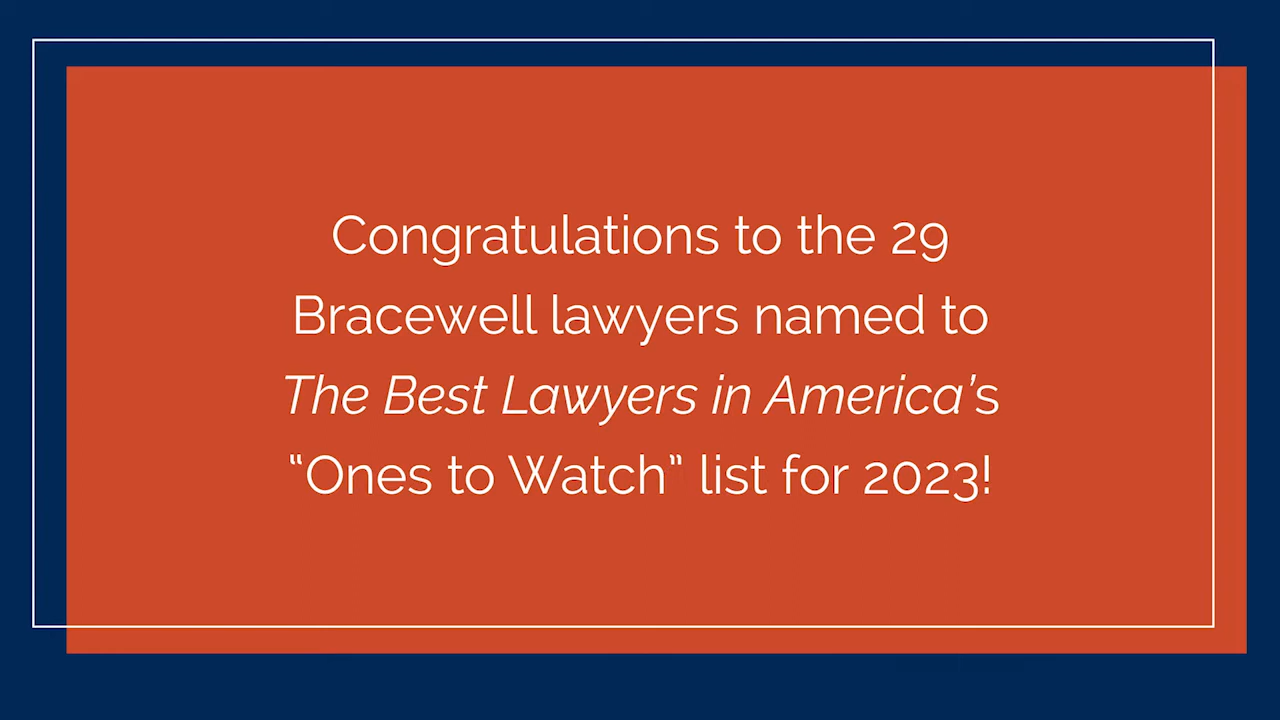 Congratulations to the 29
Bracewell lawyers named to
The Best Lawyers in America’s
“Ones to Watch” list for 2023!